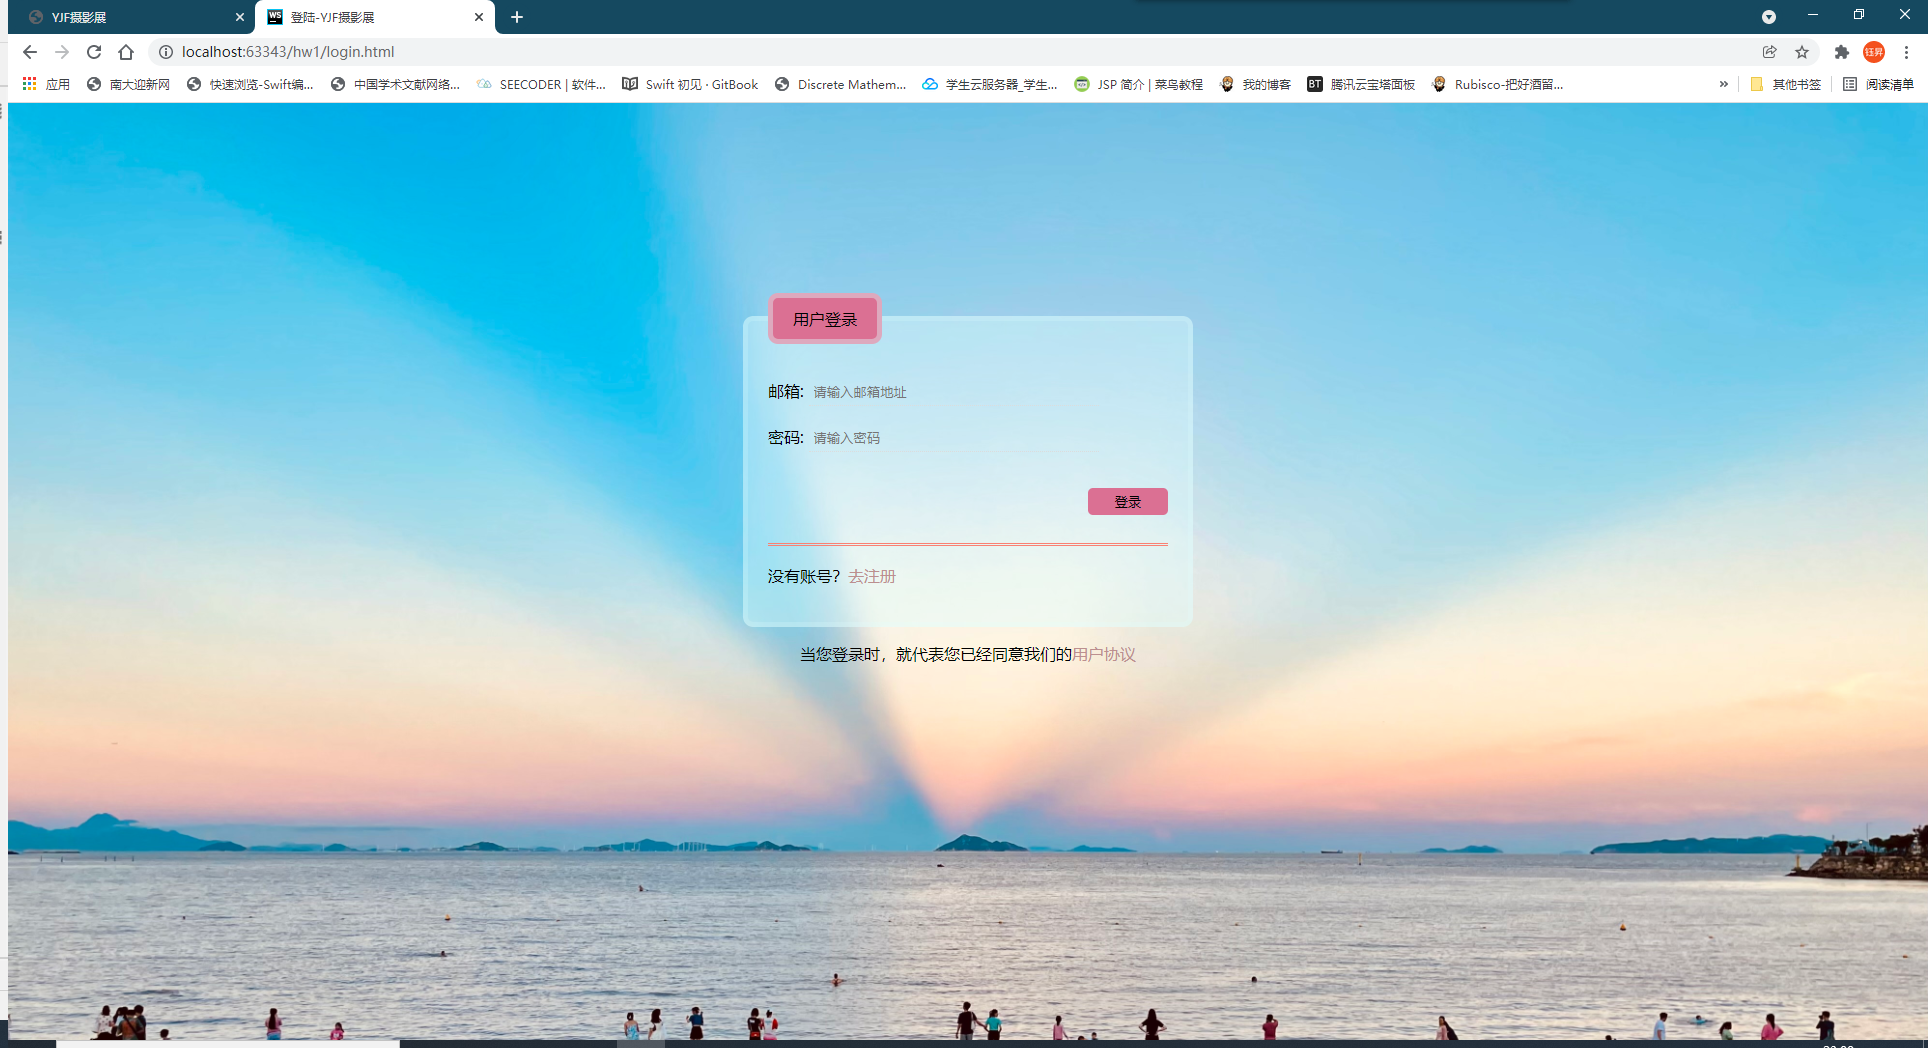 YJF摄影展
登陆-YJF摄影展
localhost:63343/hw1/login.html
钰昇
应用
南大迎新网
快速浏览-Swift编...
中国学术文献网络...
SEECODER | 软件...
Swift 初见 · GitBook
Discrete Mathem...
学生云服务器_学生...
JSP 简介 | 菜鸟教程
我的博客
BT 腾讯云宝塔面板
Rubisco-把好酒留...
»
其他书签
阅读清单
用户登录
邮箱: 请输入邮箱地址
密码: 请输入密码
登录
没有账号? 去注册
当您登录时，就代表您已经同意我们的用户协议